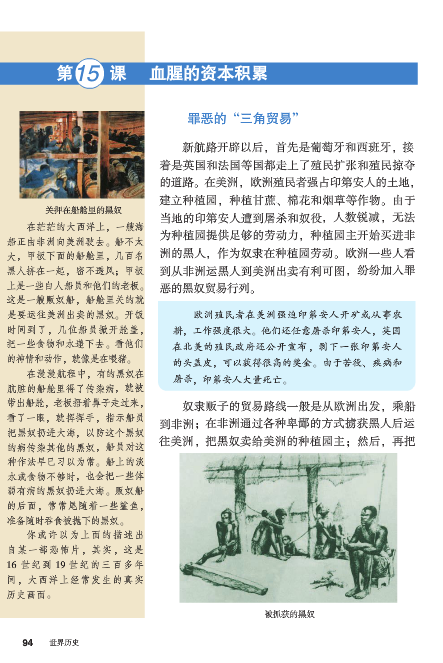 第15课 血腥的资本积累
关押在船舱里的黑奴
在茫茫的大西洋上，一艘海
船正由非洲向美洲驶去。船不太
大，甲板下面的船舱里，几百名
黑人挤在一起，密不透风；甲板
上是一些白人船员和他们的老板。
这是一艘贩奴船，船舱里关的就
是要运往美洲出卖的黑奴。开饭
时间到了，几位船员掀开舱盖，
把一些食物和水递下去。看他们
的神情和动作，就像是在喂猪。
在漫漫航程中，有的黑奴在
肮脏的船舱里得了传染病，就被
带出船舱，老板捂着鼻子走过来，
看了一眼，就挥挥手，指示船员
把黑奴扔进大海，以防这个黑奴
的病传染其他的黑奴，船员对这
种作法早已习以为常。船上的淡
水或食物不够时，也会把一些体
弱有病的黑奴扔进大海。贩奴船
的后面，常常尾随着一些鲨鱼，
准备随时吞食被抛下的黑奴。
你或许以为上面的描述出
自某一部恐怖片，其实，这是
16 世纪到 19 世纪的三百多年
间，大西洋上经常发生的真实
历史画面。
罪恶的“三角贸易”
新航路开辟以后，首先是葡萄牙和西班牙，接
着是英国和法国等国都走上了殖民扩张和殖民掠夺
的道路。在美洲，欧洲殖民者强占印第安人的土地，
建立种植园，种植甘蔗、棉花和烟草等作物。由于
当地的印第安人遭到屠杀和奴役，人数锐减，无法
为种植园提供足够的劳动力，种植园主开始买进非
洲的黑人，作为奴隶在种植园劳动。欧洲一些人看
到从非洲运黑人到美洲出卖有利可图，纷纷加入罪
恶的黑奴贸易行列。
欧洲殖民者在美洲强迫印第安人开矿或从事农
耕，工作强度很大。他们还任意屠杀印第安人，英国
在北美的殖民政府还公开宣布，剥下一张印第安人
的头盖皮，可以获得很高的奖金。由于苦役、疾病和
屠杀，印第安人大量死亡。
奴隶贩子的贸易路线一般是从欧洲出发，乘船
到非洲；在非洲通过各种卑鄙的方式掳获黑人后运
往美洲，把黑奴卖给美洲的种植园主；然后，再把
被抓获的黑奴
94 世界历史